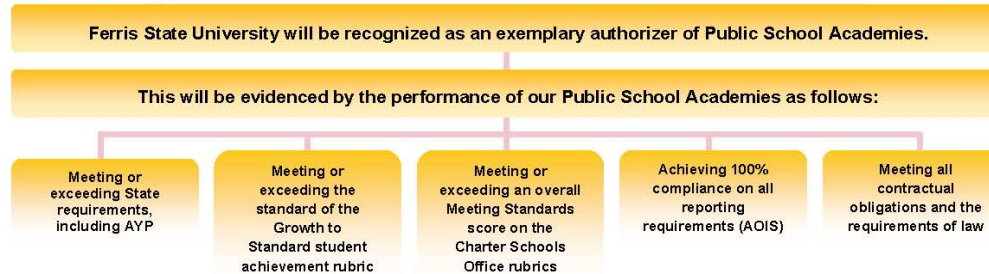 Ferris State University will be recognized as an exemplary authorizer of Public School Academies.
This will be evidenced by the performance of our Public School Academies as follows:
Meeting or
exceeding State
requirements,
including AYP
Meeting or
exceeding the
standard of the
Growth to
Standard student
achievement rubric
Meeting or
exceeding an overall
Meeting Standards
score on the
Charter Schools
Office rubrics
Achieving 100%
compliance on all
reporting
requirements (AOIS)
Meeting all
contractual
obligations and the
requirements of law